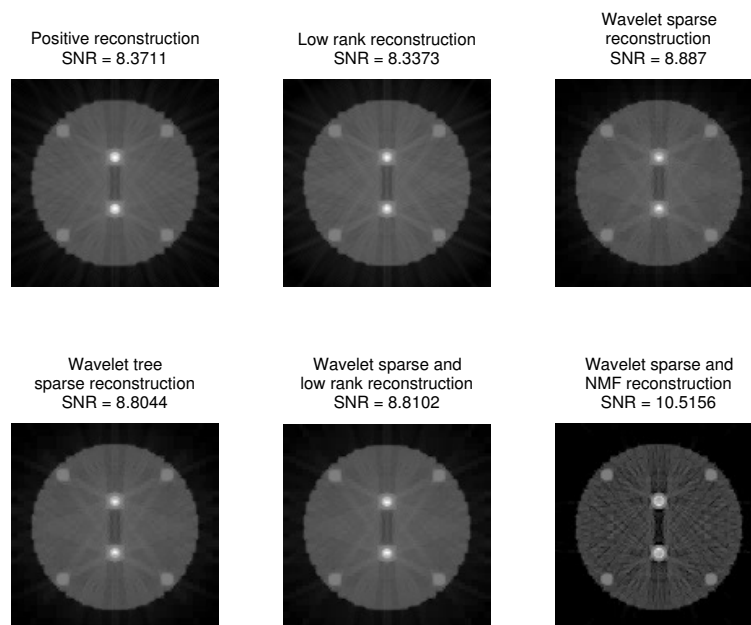 Positive reconstruction
SNR = 8.3711
Low rank reconstruction
SNR = 8.3373
Wavelet sparse
reconstruction
SNR = 8.887
Wavelet tree
sparse reconstruction
SNR = 8.8044
Wavelet sparse and
low rank reconstruction
SNR = 8.8102
Wavelet sparse and
NMF reconstruction
SNR = 10.5156